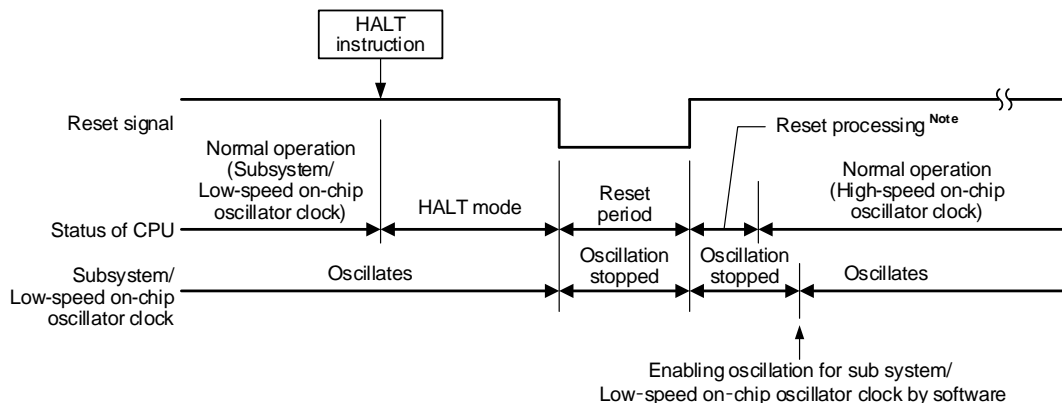 HALT
instruction
Reset signal
Reset processing Note
Normal operation
(Subsystem/
Low-speed on-chip
oscillator clock)
HALT mode
Reset
period
Normal operation
(High-speed on-chip
oscillator clock)
Status of CPU
Subsystem/
Low-speed on-chip
oscillator clock
Oscillates
Oscillation
stopped
Oscillation
stopped
Oscillates
Enabling oscillation for sub system/
Low-speed on-chip oscillator clock by software